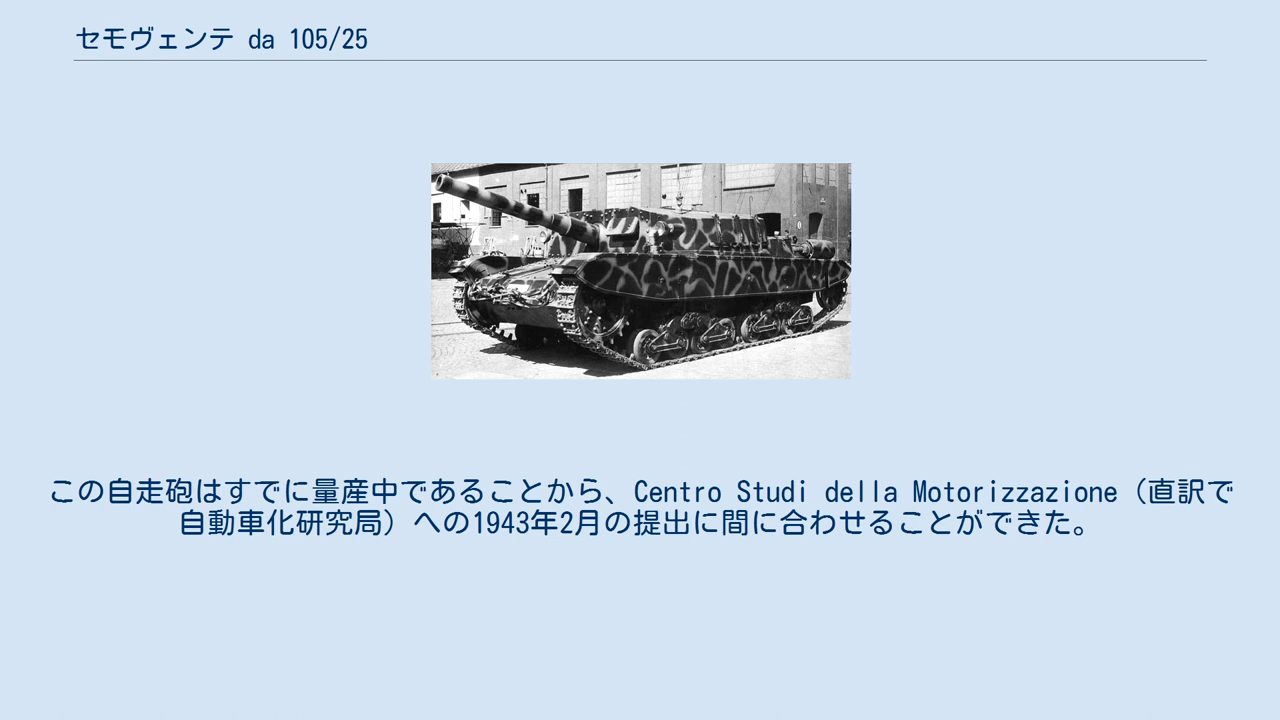 セモヴェンテ da 105/25
この自走砲はすでに量産中であることから、Centro Studi della Motorizzazione（直訳で
自動車化研究局）への1943年2月の提出に間に合わせることができた。